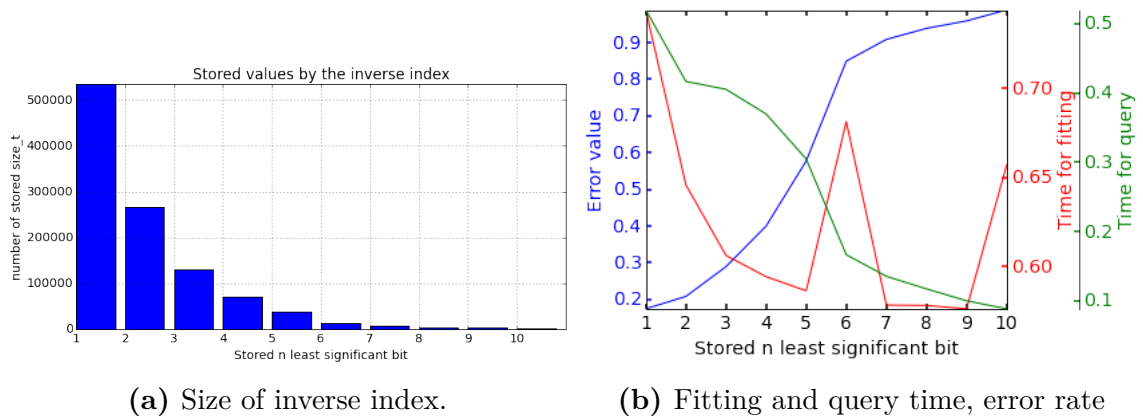 Stored values by the inverse index
number of stored size_t
500000
400000
300000
200000
100000
0
1 2 3 4 5 6 7 8 9 10
Stored n least significant bit
(a) Size of inverse index.
Error value
0.9
0.8
0.7
0.6
0.5
0.4
0.3
0.2
1 2 3 4 5 6 7 8 9 10
Stored n least significant bit
0.70
0.65
0.60
Time for fitting
0.5
0.4
0.3
0.2
0.1
Time for query
(b) Fitting and query time, error rate